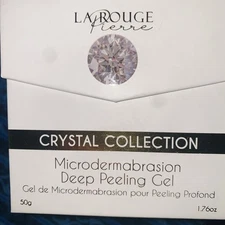 LA ROUGE
Pierre
CRYSTAL COLLECTION
Microdermabrasion
Deep Peeling Gel
Gel de Microdermabrasion pour Peeling Profond
50g
1.76oz